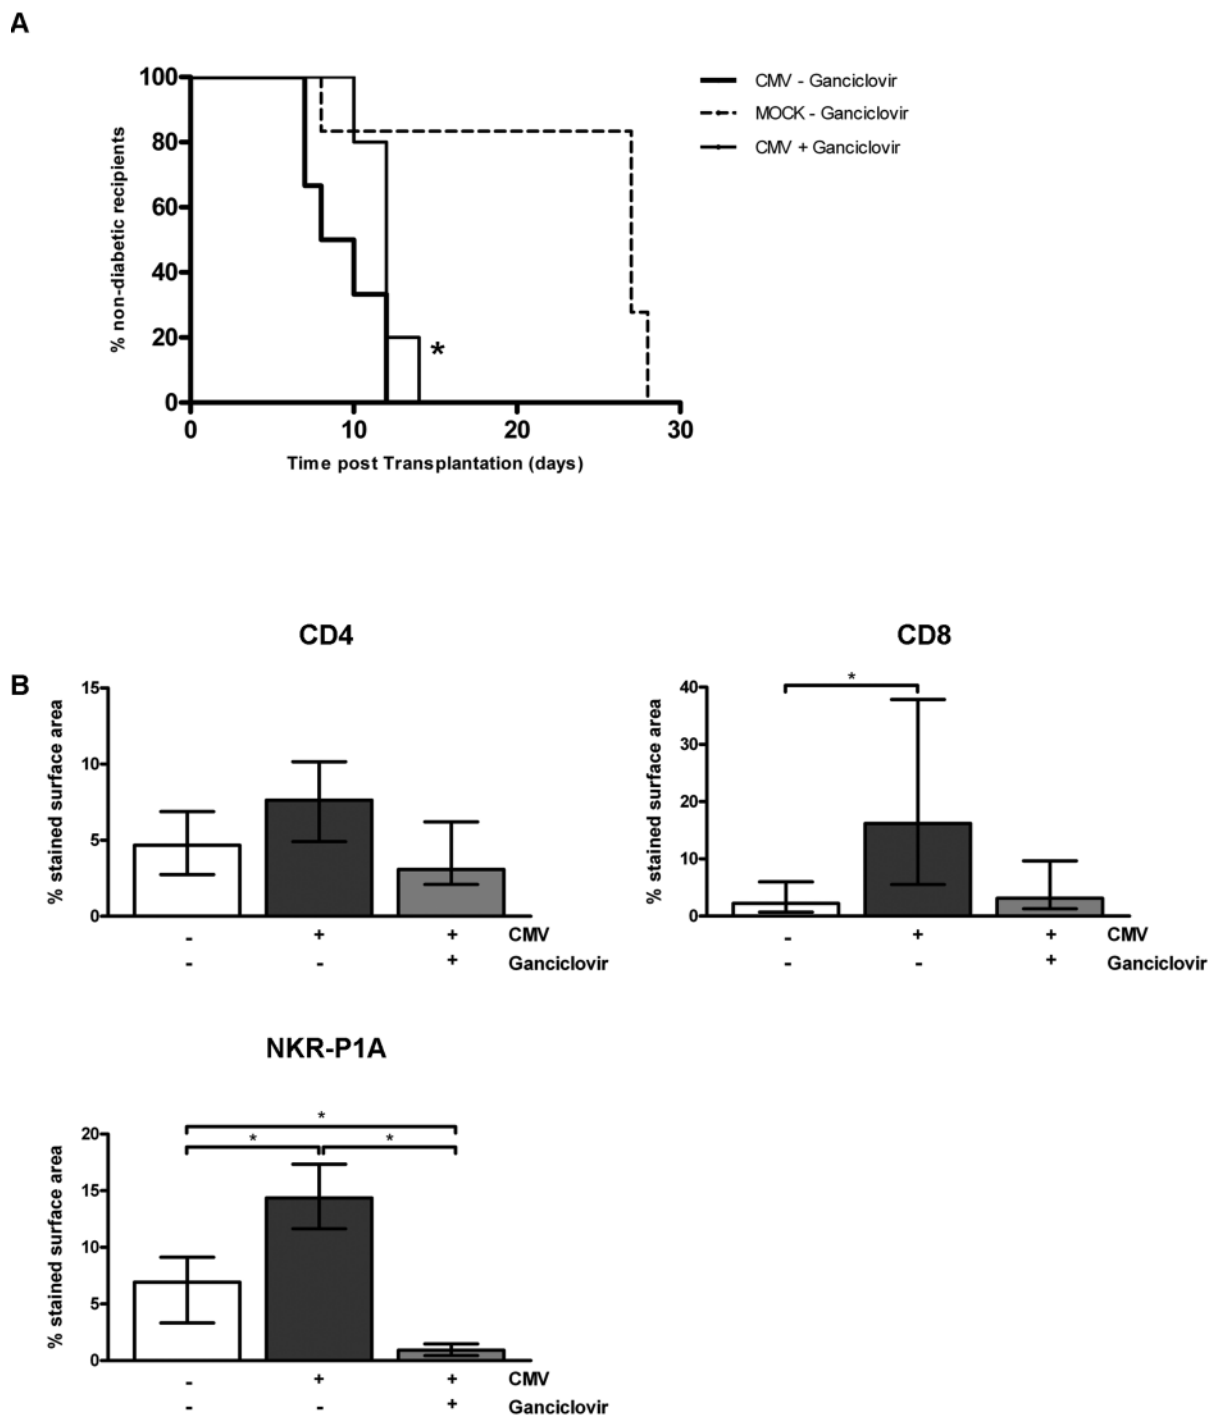 A
100
80
60
40
20
0
% non-diabetic recipients
0 10 20 30
Time post Transplantation (days)
*
CMV - Ganciclovir
MOCK - Ganciclovir
CMV + Ganciclovir
B
CD4
15
10
5
0
% stained surface area
- + + CMV
- - + Ganciclovir
CD8
40
30
20
10
0
% stained surface area
*
- + + CMV
- - + Ganciclovir
NKR-P1A
20
15
10
5
0
% stained surface area
*
* *
- + + CMV
- - + Ganciclovir